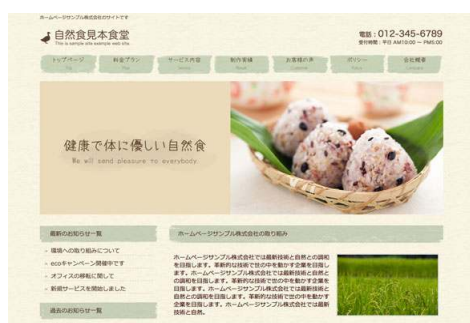 ホームページサンプル株式会社のサイトです
自然食見本食堂
This is sample site example web site
電話：012-345-6789
受付時間：平日 AM10:00 ～ PM5:00
トップページ
料金プラン
サービス内容
制作実績
お客様の声
ポリシー
会社概要
健康で体に優しい自然食
We will send pleasure to everybody.
最新のお知らせ一覧
環境への取り組みについて
ecoキャンペーン開催中です
オフィスの移転に関して
新規サービスを開始しました
過去のお知らせ一覧
ホームページサンプル株式会社の取り組み
ホームページサンプル株式会社では最新技術と自然との調和
を目指します。革新的な技術で世の中を動かす企業を目指し
ます。ホームページサンプル株式会社では最新技術と自然と
の調和を目指します。革新的な技術で世の中を動かす企業を
目指します。ホームページサンプル株式会社では最新技術と
自然との調和を目指します。革新的な技術で世の中を動かす
企業を目指します。ホームページサンプル株式会社では最新
技術と自然。